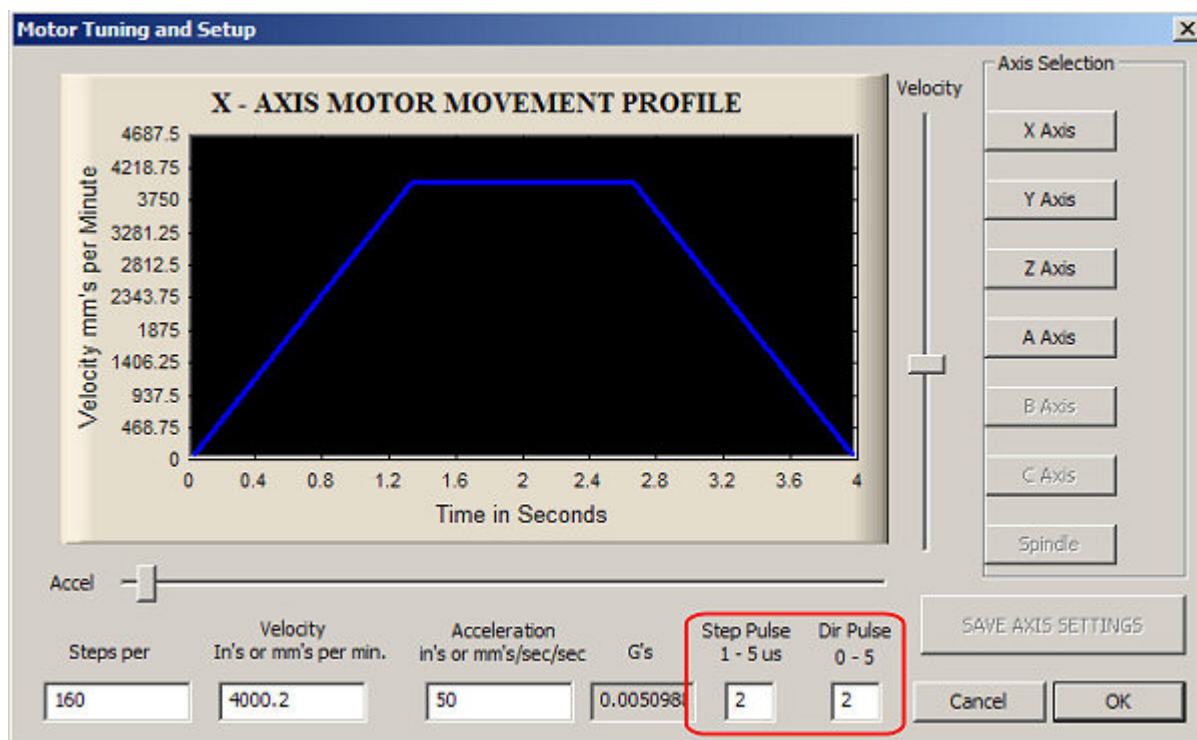 Motor Tuning and Setup
X - AXIS MOTOR MOVEMENT PROFILE
Velocity mm's per Minute
4687.5
4218.75
3750
3281.25
2812.5
2343.75
1875
1406.25
937.5
468.75
0
0 0.4 0.8 1.2 1.6 2 2.4 2.8 3.2 3.6 4
Time in Seconds
Velocity
Axis Selection
X Axis
Y Axis
Z Axis
A Axis
B Axis
C Axis
Spindle
Accel
Steps per
160
Velocity
In's or mm's per min.
4000.2
Acceleration
in's or mm's/sec/sec
50
G's
0.005098
Step Pulse
1 - 5 us
2
Dir Pulse
0 - 5
2
SAVE AXIS SETTINGS
Cancel
OK